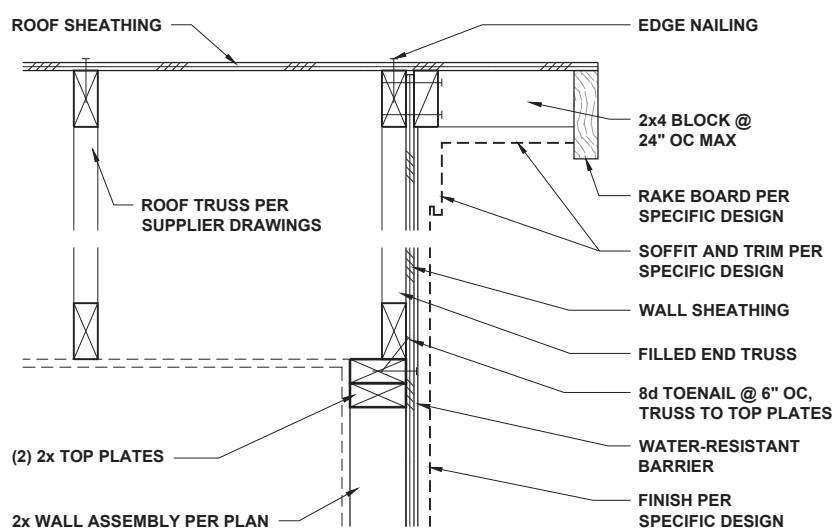 ROOF SHEATHING
EDGE NAILING
2x4 BLOCK @
24" OC MAX
ROOF TRUSS PER
SUPPLIER DRAWINGS
RAKE BOARD PER
SPECIFIC DESIGN
SOFFIT AND TRIM PER
SPECIFIC DESIGN
WALL SHEATHING
FILLED END TRUSS
8d TOENAIL @ 6" OC,
TRUSS TO TOP PLATES
(2) 2x TOP PLATES
WATER-RESISTANT
BARRIER
2x WALL ASSEMBLY PER PLAN
FINISH PER
SPECIFIC DESIGN